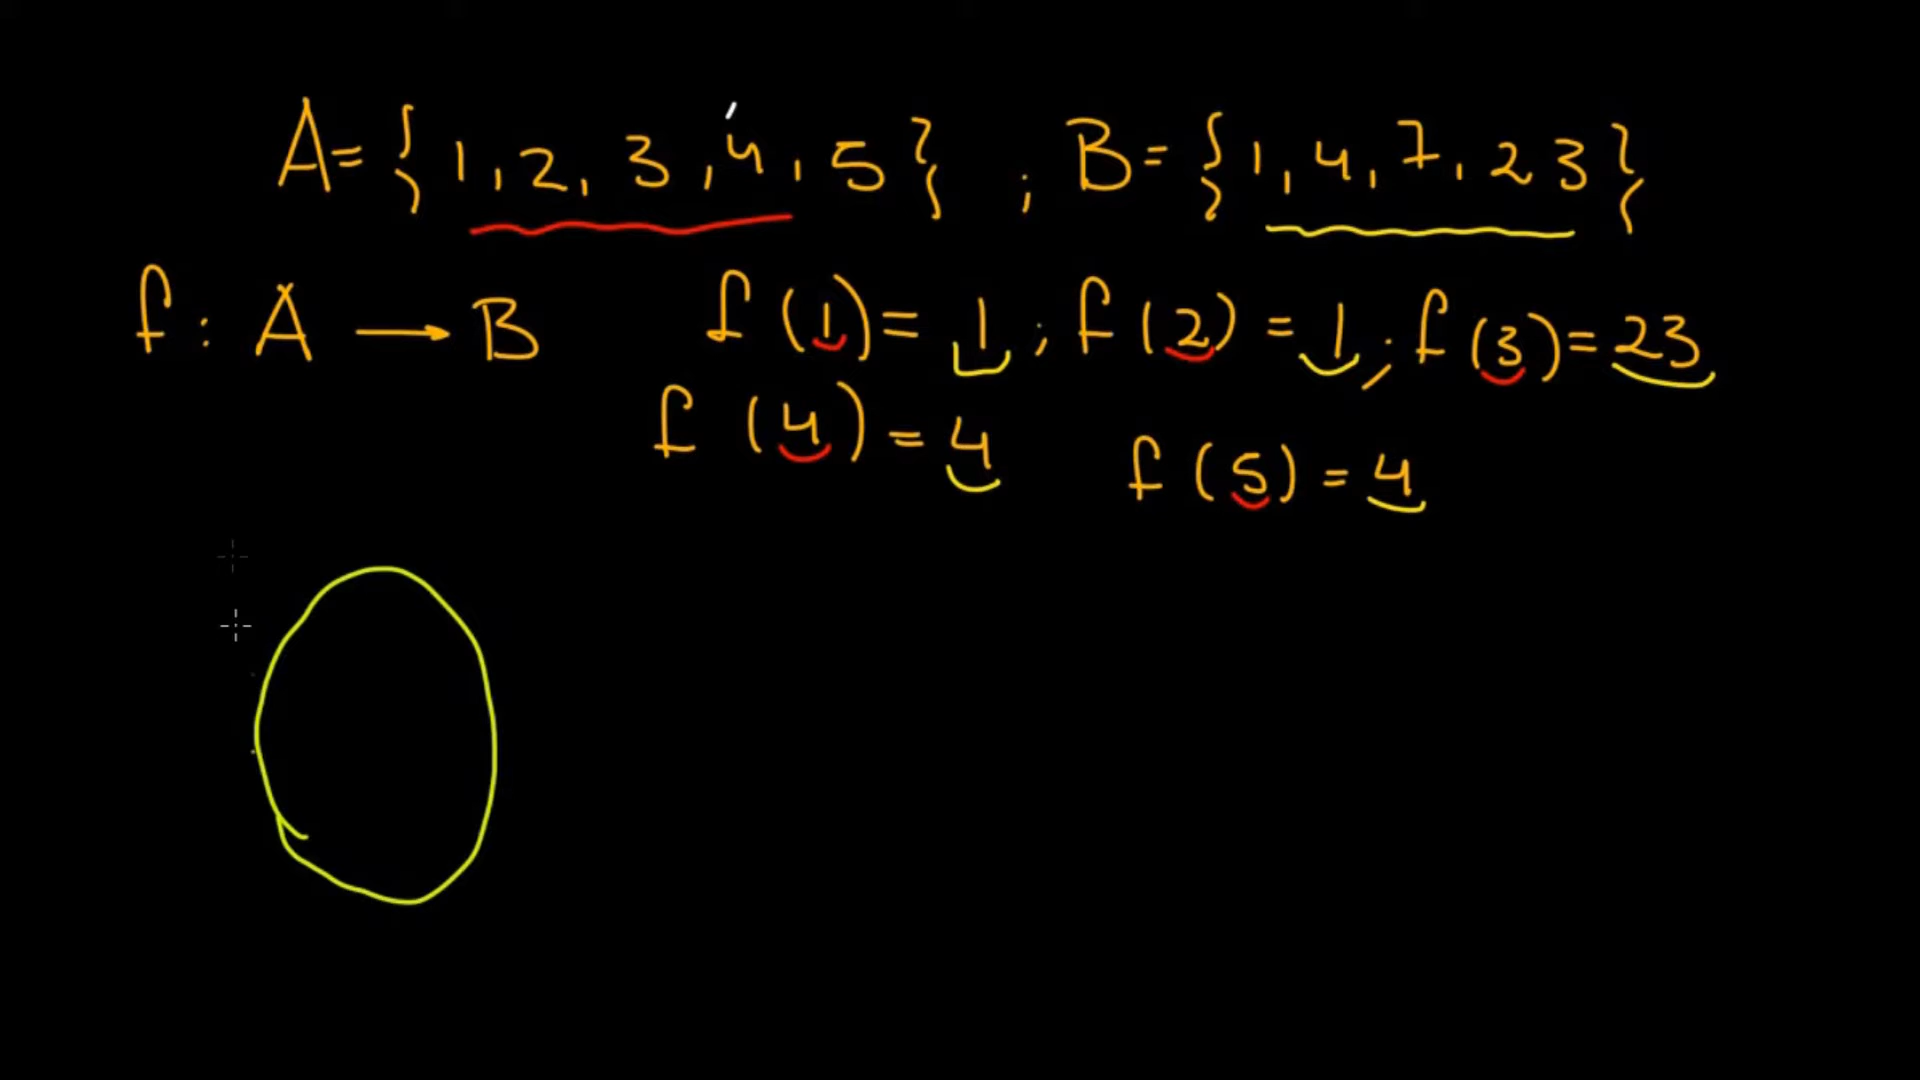 A = {1, 2, 3, 4, 5} ; B = {1, 4, 7, 23}
f : A → B f(1) = 1 ; f(2) = 1 ; f(3) = 23
f(4) = 4 f(5) = 4